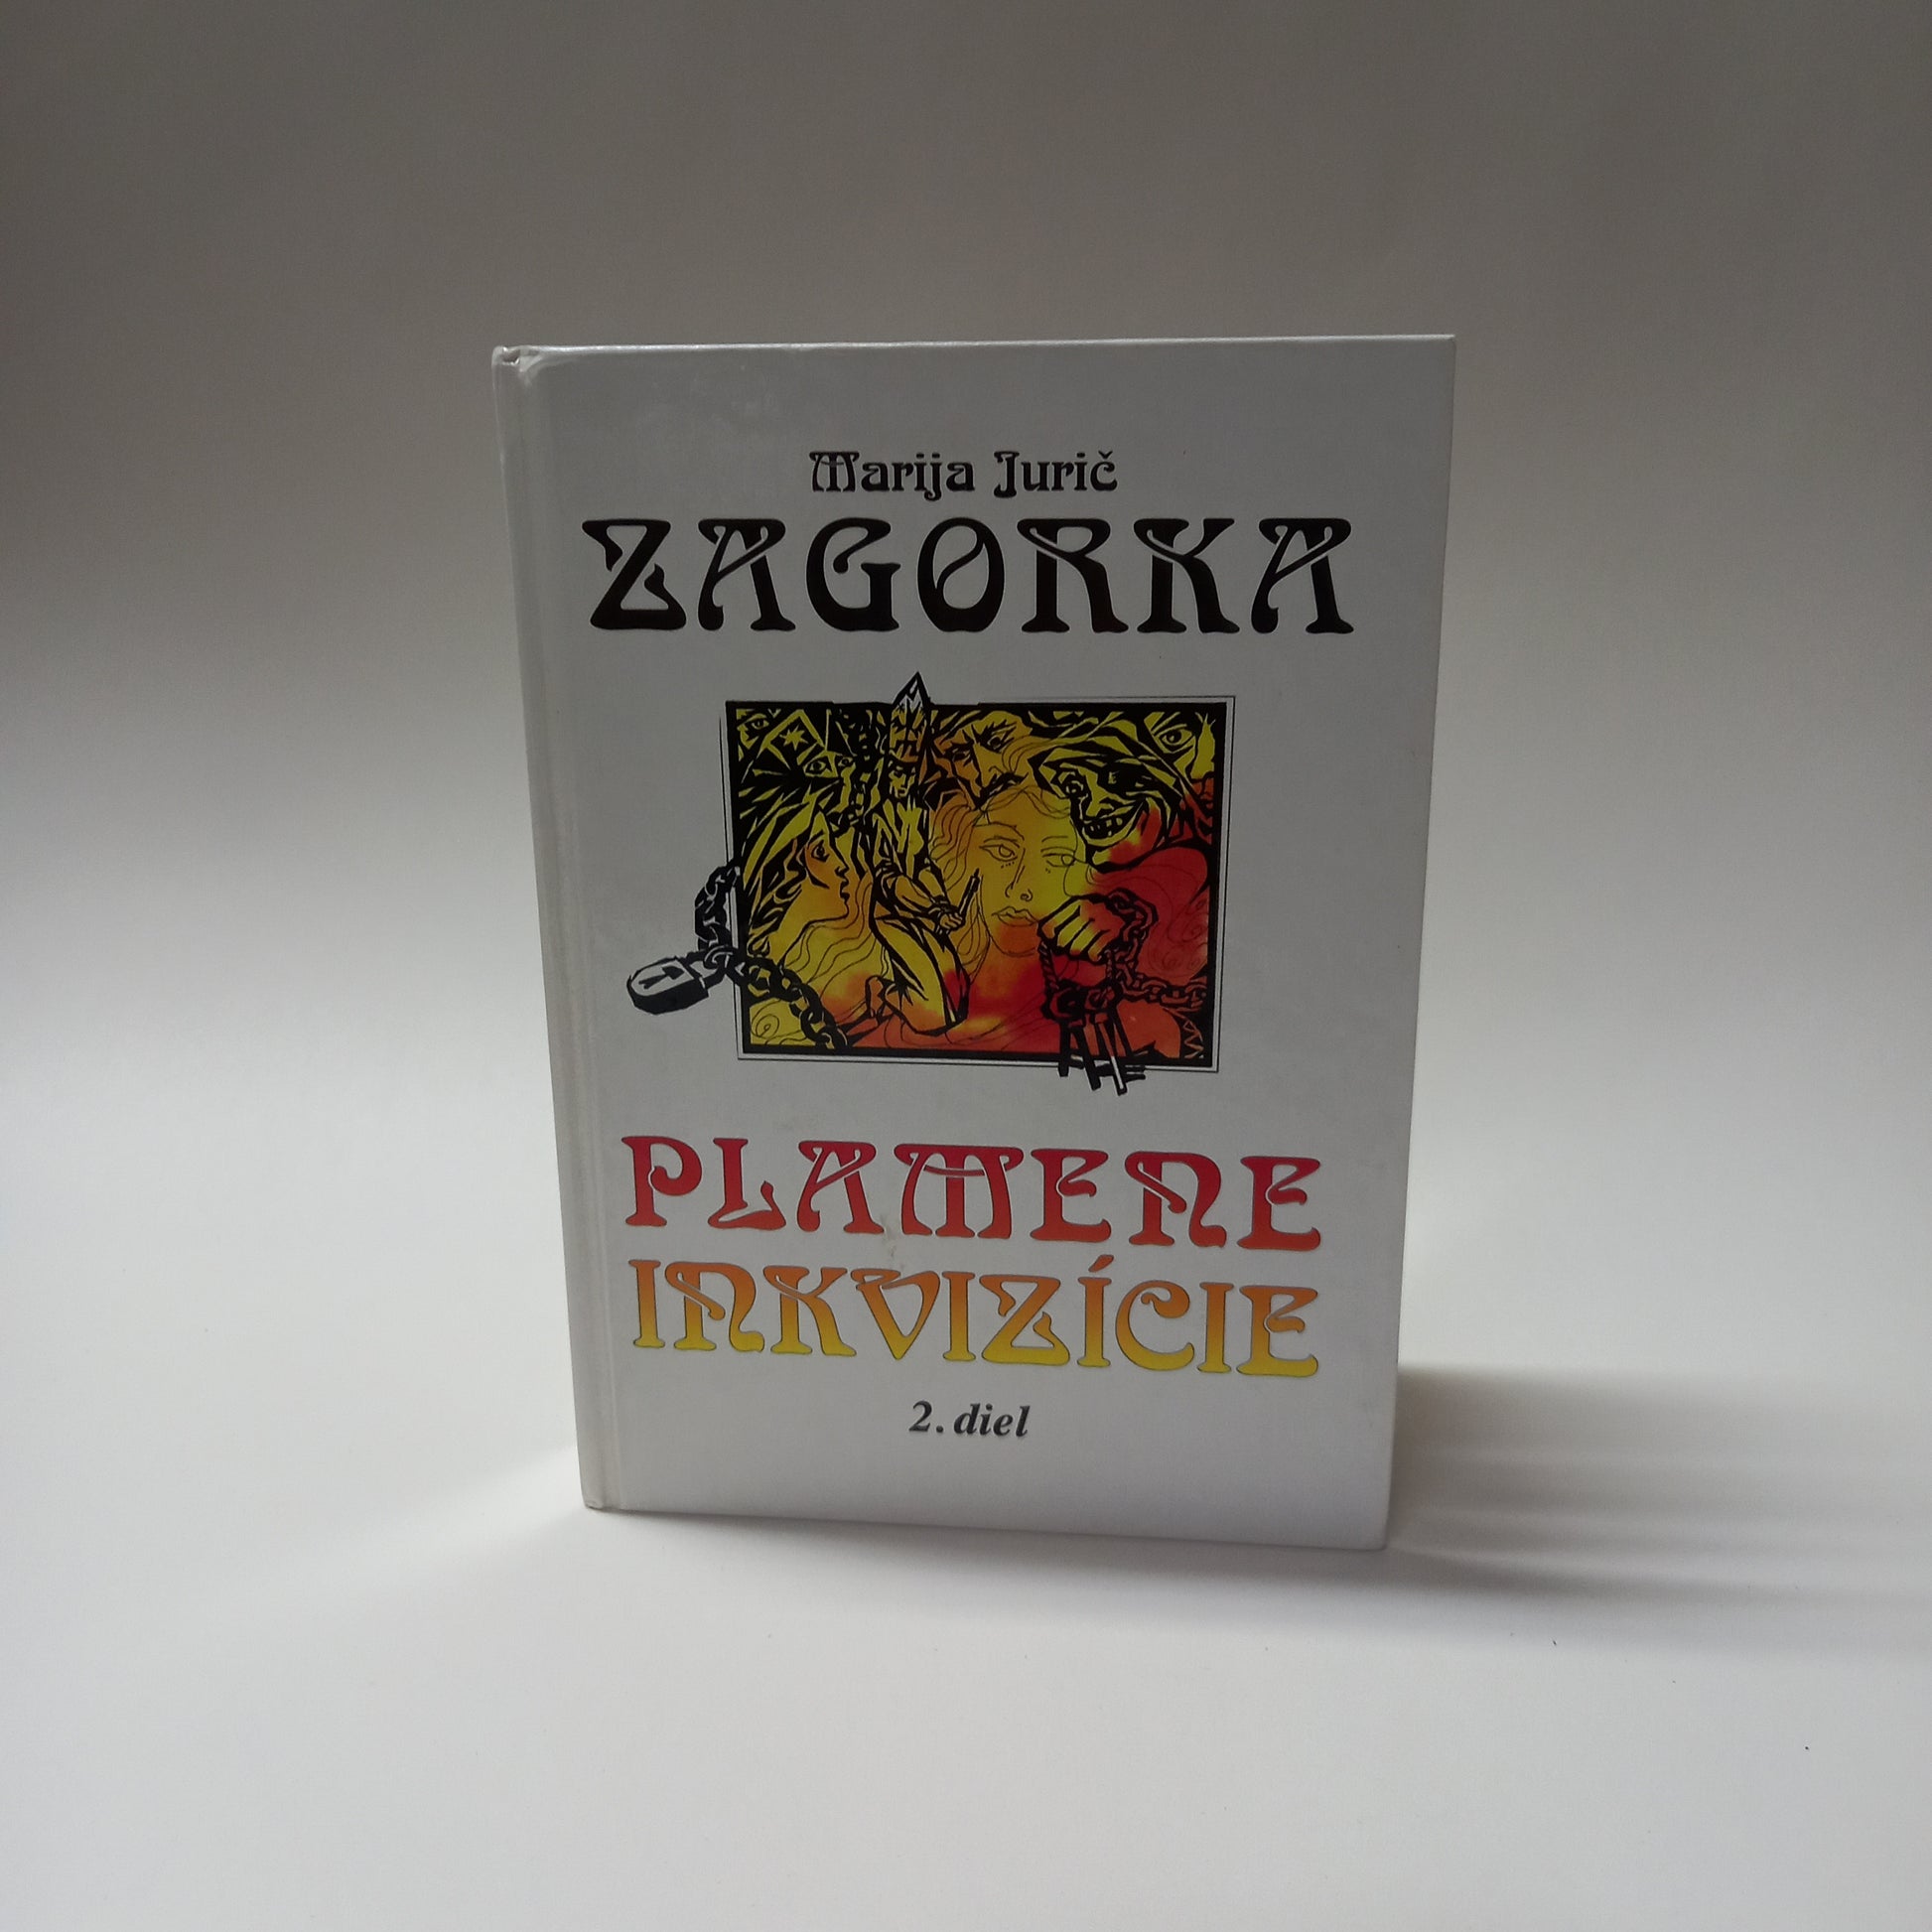 Marija Jurič
ZAGORKA
PLAMENE
INKVIZÍCIE
2. diel